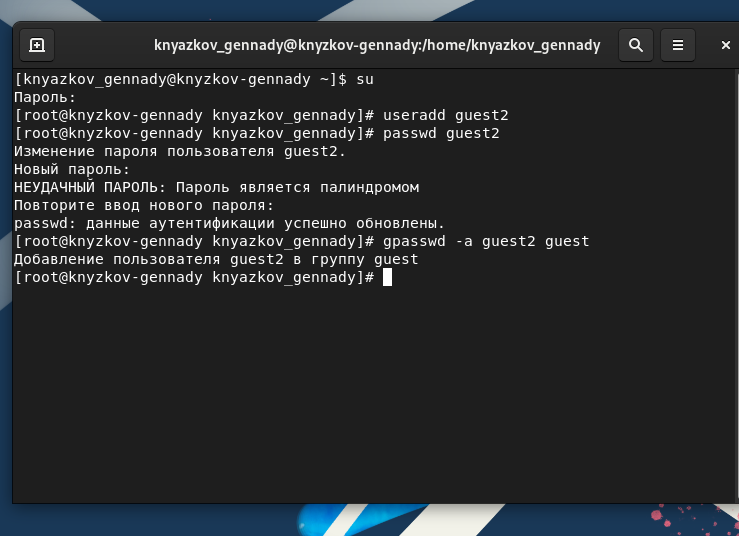 knyazkov_gennady@knyzkov-gennady:/home/knyazkov_gennady
[knyazkov_gennady@knyzkov-gennady ~]$ su
Пароль:
[root@knyzkov-gennady knyazkov_gennady]# useradd guest2
[root@knyzkov-gennady knyazkov_gennady]# passwd guest2
Изменение пароля пользователя guest2.
Новый пароль:
НЕУДАЧНЫЙ ПАРОЛЬ: Пароль является палиндромом
Повторите ввод нового пароля:
passwd: данные аутентификации успешно обновлены.
[root@knyzkov-gennady knyazkov_gennady]# gpasswd -a guest2 guest
Добавление пользователя guest2 в группу guest
[root@knyzkov-gennady knyazkov_gennady]#